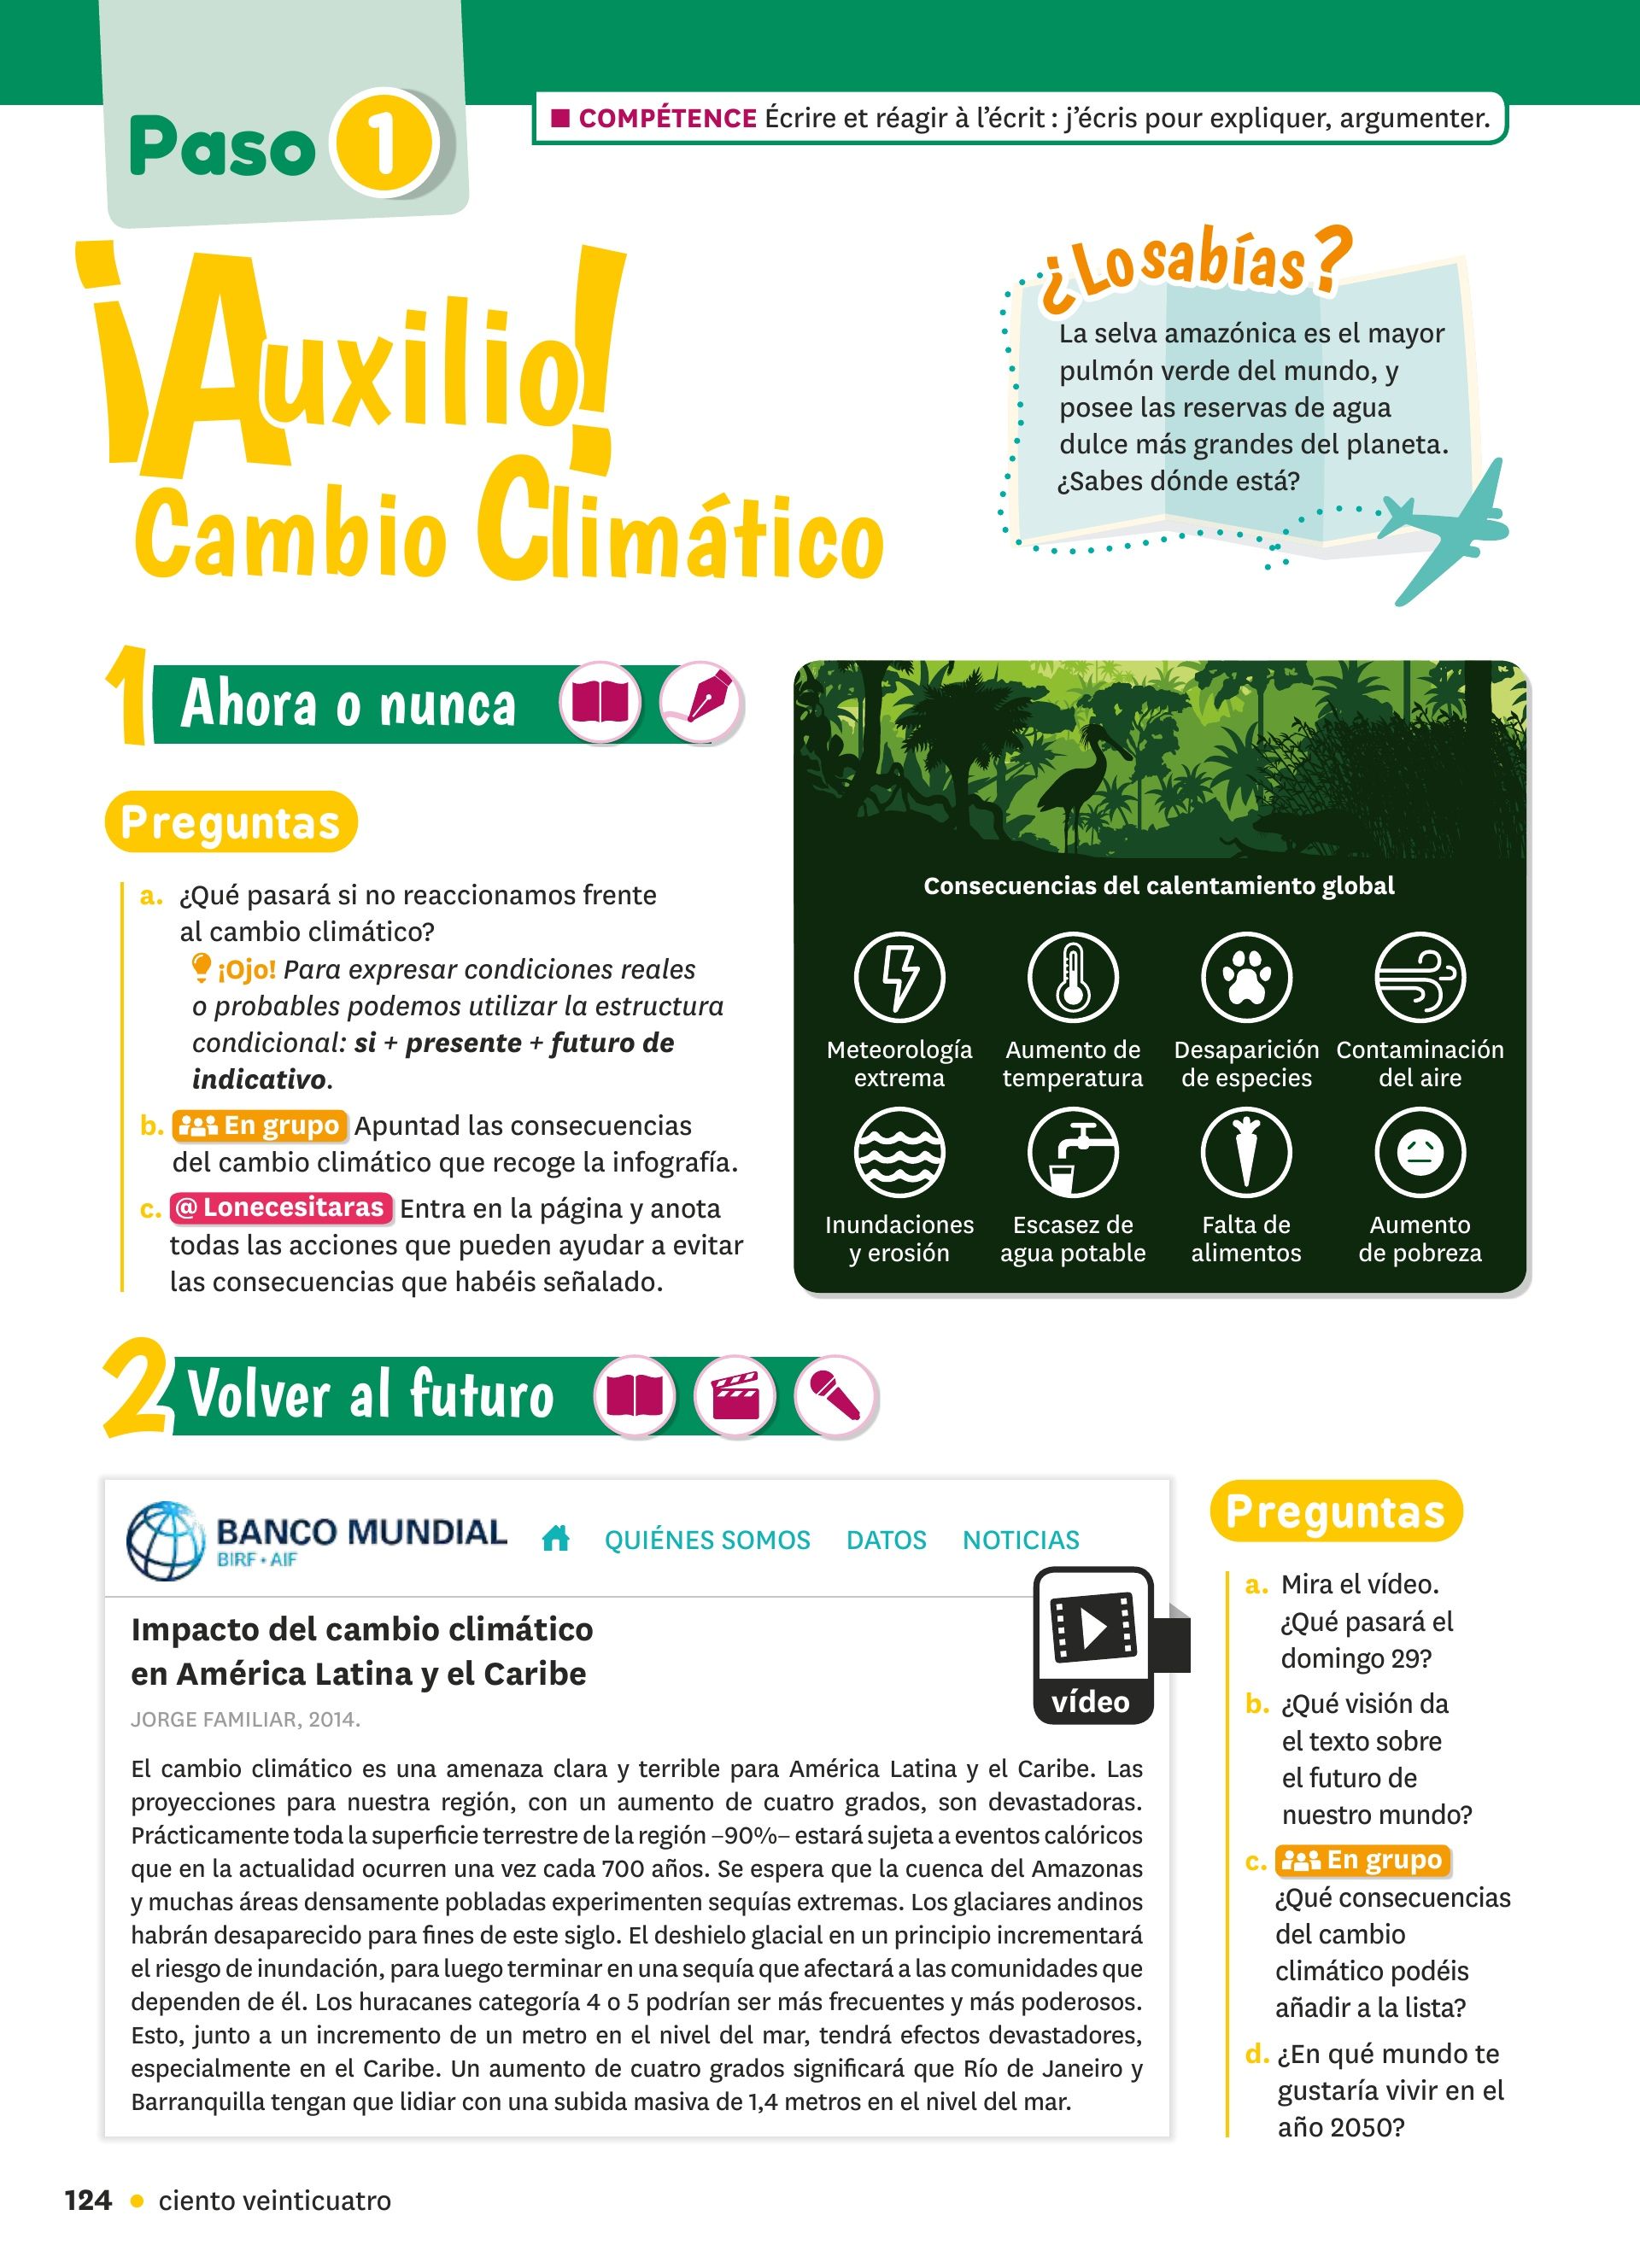 Paso 1
■ COMPÉTENCE Écrire et réagir à l'écrit : j'écris pour expliquer, argumenter.
¡Auxilio!
Cambio Climático
¿Lo sabías?
La selva amazónica es el mayor
pulmón verde del mundo, y
posee las reservas de agua
dulce más grandes del planeta.
¿Sabes dónde está?
1 Ahora o nunca
Preguntas
a. ¿Qué pasará si no reaccionamos frente
al cambio climático?
¡Ojo! Para expresar condiciones reales
o probables podemos utilizar la estructura
condicional: si + presente + futuro de
indicativo.
b. En grupo Apuntad las consecuencias
del cambio climático que recoge la infografía.
c. @ Lonecesitaras Entra en la página y anota
todas las acciones que pueden ayudar a evitar
las consecuencias que habéis señalado.
Consecuencias del calentamiento global
Meteorología
extrema
Aumento de
temperatura
Desaparición
de especies
Contaminación
del aire
Inundaciones
y erosión
Escasez de
agua potable
Falta de
alimentos
Aumento
de pobreza
2 Volver al futuro
BANCO MUNDIAL
BIRF • AIF
QUIÉNES SOMOS DATOS NOTICIAS
vídeo
Impacto del cambio climático
en América Latina y el Caribe
JORGE FAMILIAR, 2014.
El cambio climático es una amenaza clara y terrible para América Latina y el Caribe. Las
proyecciones para nuestra región, con un aumento de cuatro grados, son devastadoras.
Prácticamente toda la superficie terrestre de la región –90%– estará sujeta a eventos calóricos
que en la actualidad ocurren una vez cada 700 años. Se espera que la cuenca del Amazonas
y muchas áreas densamente pobladas experimenten sequías extremas. Los glaciares andinos
habrán desaparecido para fines de este siglo. El deshielo glacial en un principio incrementará
el riesgo de inundación, para luego terminar en una sequía que afectará a las comunidades que
dependen de él. Los huracanes categoría 4 o 5 podrían ser más frecuentes y más poderosos.
Esto, junto a un incremento de un metro en el nivel del mar, tendrá efectos devastadores,
especialmente en el Caribe. Un aumento de cuatro grados significará que Río de Janeiro y
Barranquilla tengan que lidiar con una subida masiva de 1,4 metros en el nivel del mar.
Preguntas
a. Mira el vídeo.
¿Qué pasará el
domingo 29?
b. ¿Qué visión da
el texto sobre
el futuro de
nuestro mundo?
c. En grupo
¿Qué consecuencias
del cambio
climático podéis
añadir a la lista?
d. ¿En qué mundo te
gustaría vivir en el
año 2050?
124 • ciento veinticuatro